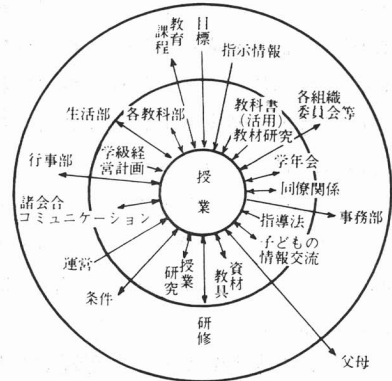 目標
教育
課程
指示情報
各組織
委員会等
生活部
各教科部
教科書
(活用)
教材研究
学級経
営計画
学年会
行事部
授業
同僚関係
諸会合
コミュニケーション
事務部
指導法
子どもの
情報交流
運営
授業
研究
資材
教具
条件
研修
父母